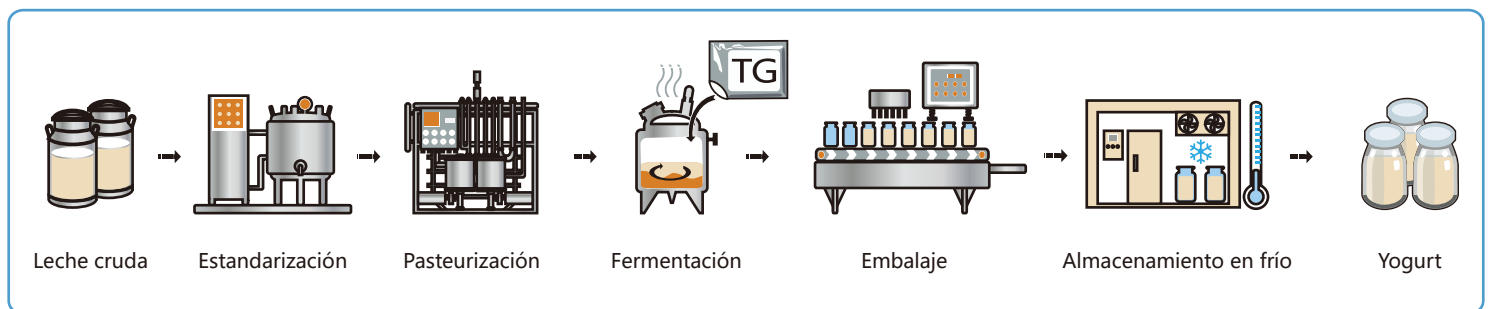 TG
Leche cruda
Estandarización
Pasteurización
Fermentación
Embalaje
Almacenamiento en frío
Yogurt